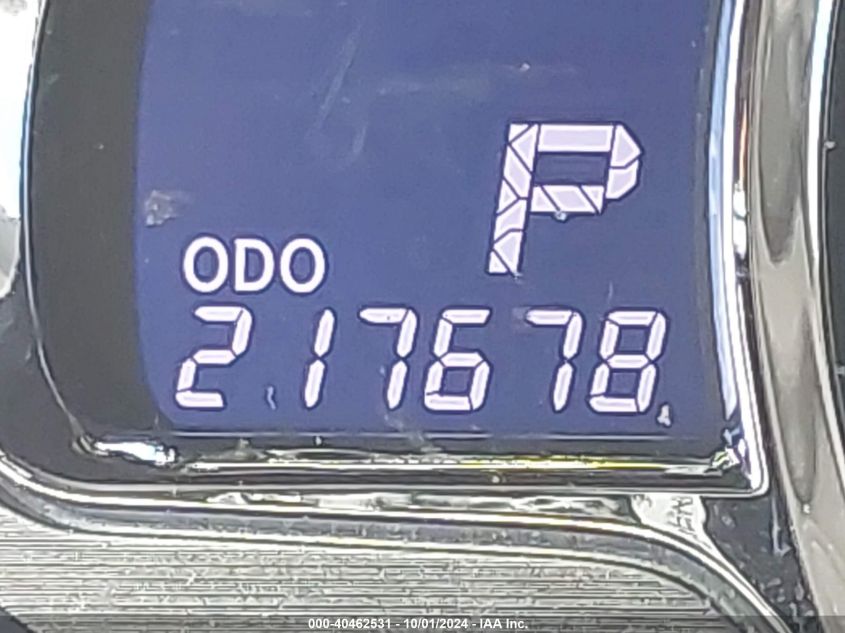 P
ODO
217678
000-40462531 - 10/01/2024 - IAA Inc.